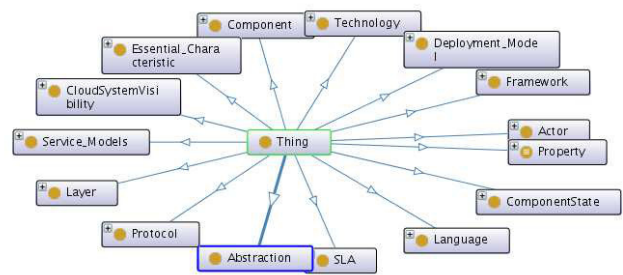 Component
Technology
Essential_Chara
cteristic
Deployment_Mode
l
CloudSystemVisi
bility
Framework
Service_Models
Thing
Actor
Property
Layer
ComponentState
Protocol
Language
Abstraction
SLA